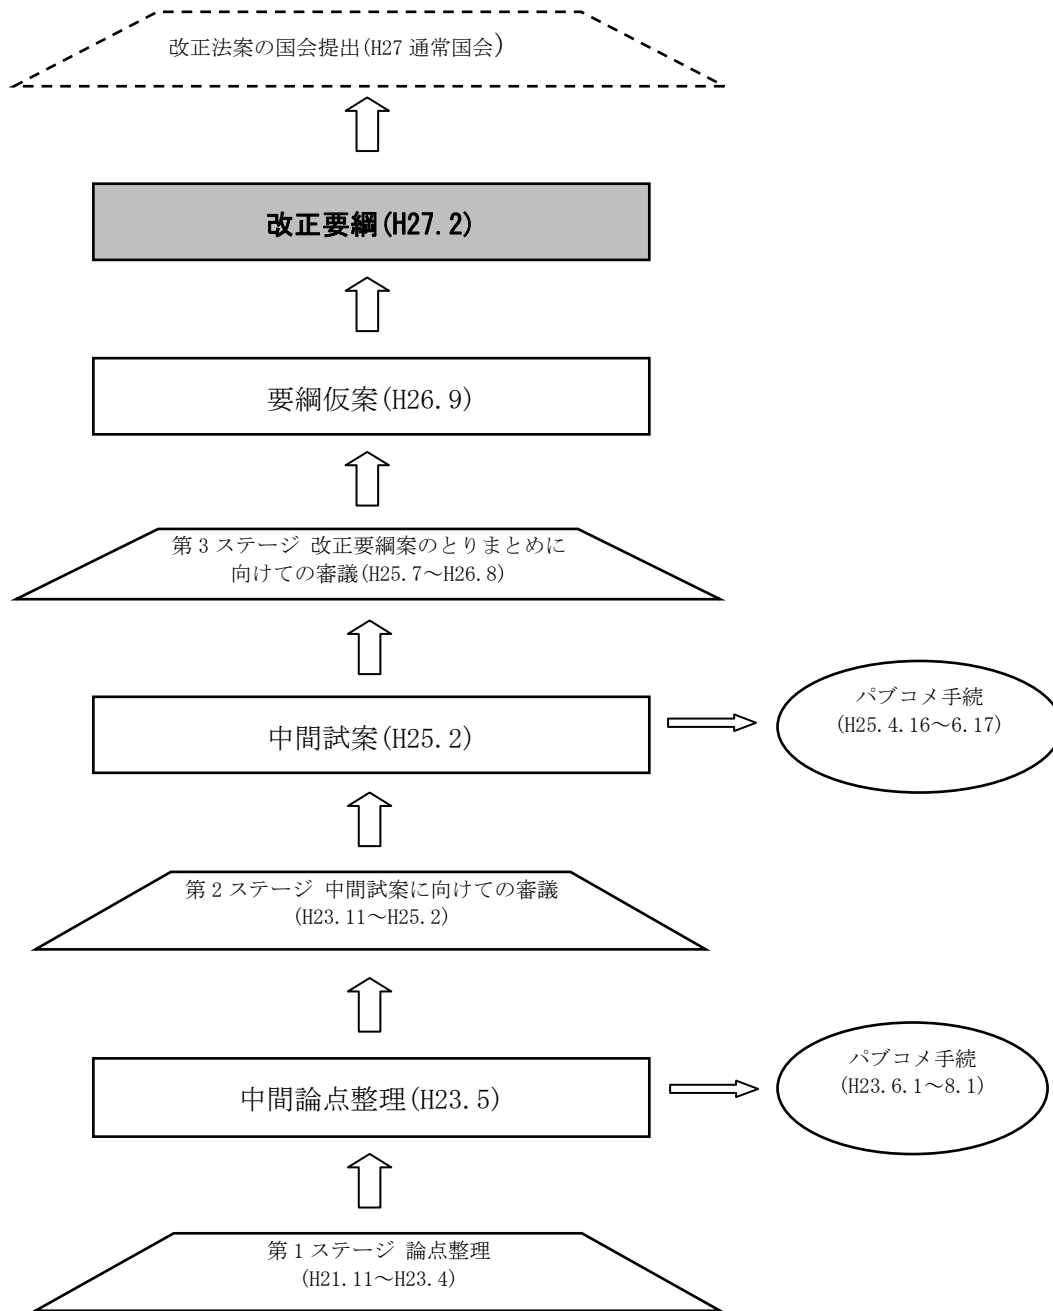 改正法案の国会提出(H27 通常国会)
改正要綱(H27.2)
要綱仮案(H26.9)
第3ステージ 改正要綱案のとりまとめに
向けての審議(H25.7～H26.8)
中間試案(H25.2)
パブコメ手続
(H25.4.16～6.17)
第2ステージ 中間試案に向けての審議
(H23.11～H25.2)
中間論点整理(H23.5)
パブコメ手続
(H23.6.1～8.1)
第1ステージ 論点整理
(H21.11～H23.4)